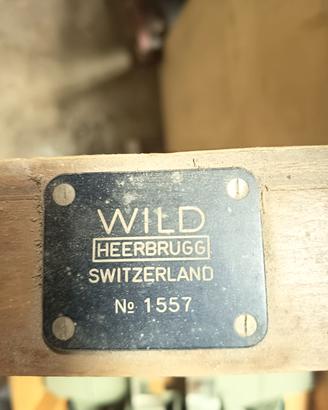 WILD
HEERBRUGG
SWITZERLAND
№ 1557